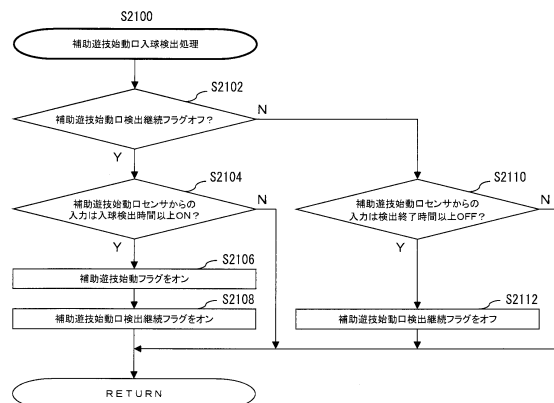 S2100
補助遊技始動口入球検出処理
S2102
補助遊技始動口検出継続フラグオフ?
N
Y
S2104
補助遊技始動口センサからの
入力は入球検出時間以上ON?
N
Y
S2110
補助遊技始動口センサからの
入力は検出終了時間以上OFF?
N
Y
S2106
補助遊技始動フラグをオン
S2108
補助遊技始動口検出継続フラグをオン
S2112
補助遊技始動口検出継続フラグをオフ
RETURN